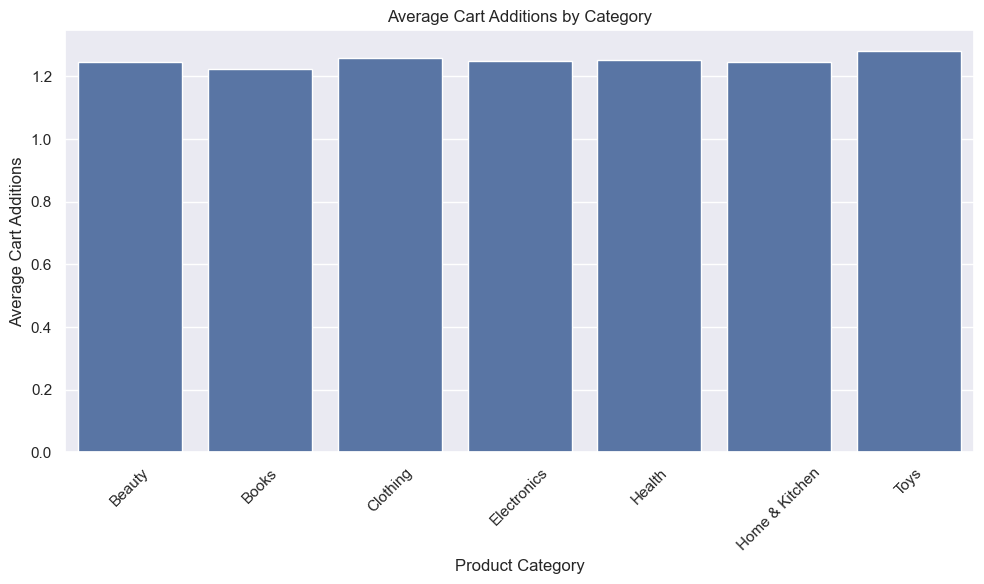 Average Cart Additions by Category
Average Cart Additions
1.2
1.0
0.8
0.6
0.4
0.2
0.0
Beauty
Books
Clothing
Electronics
Health
Home & Kitchen
Toys
Product Category